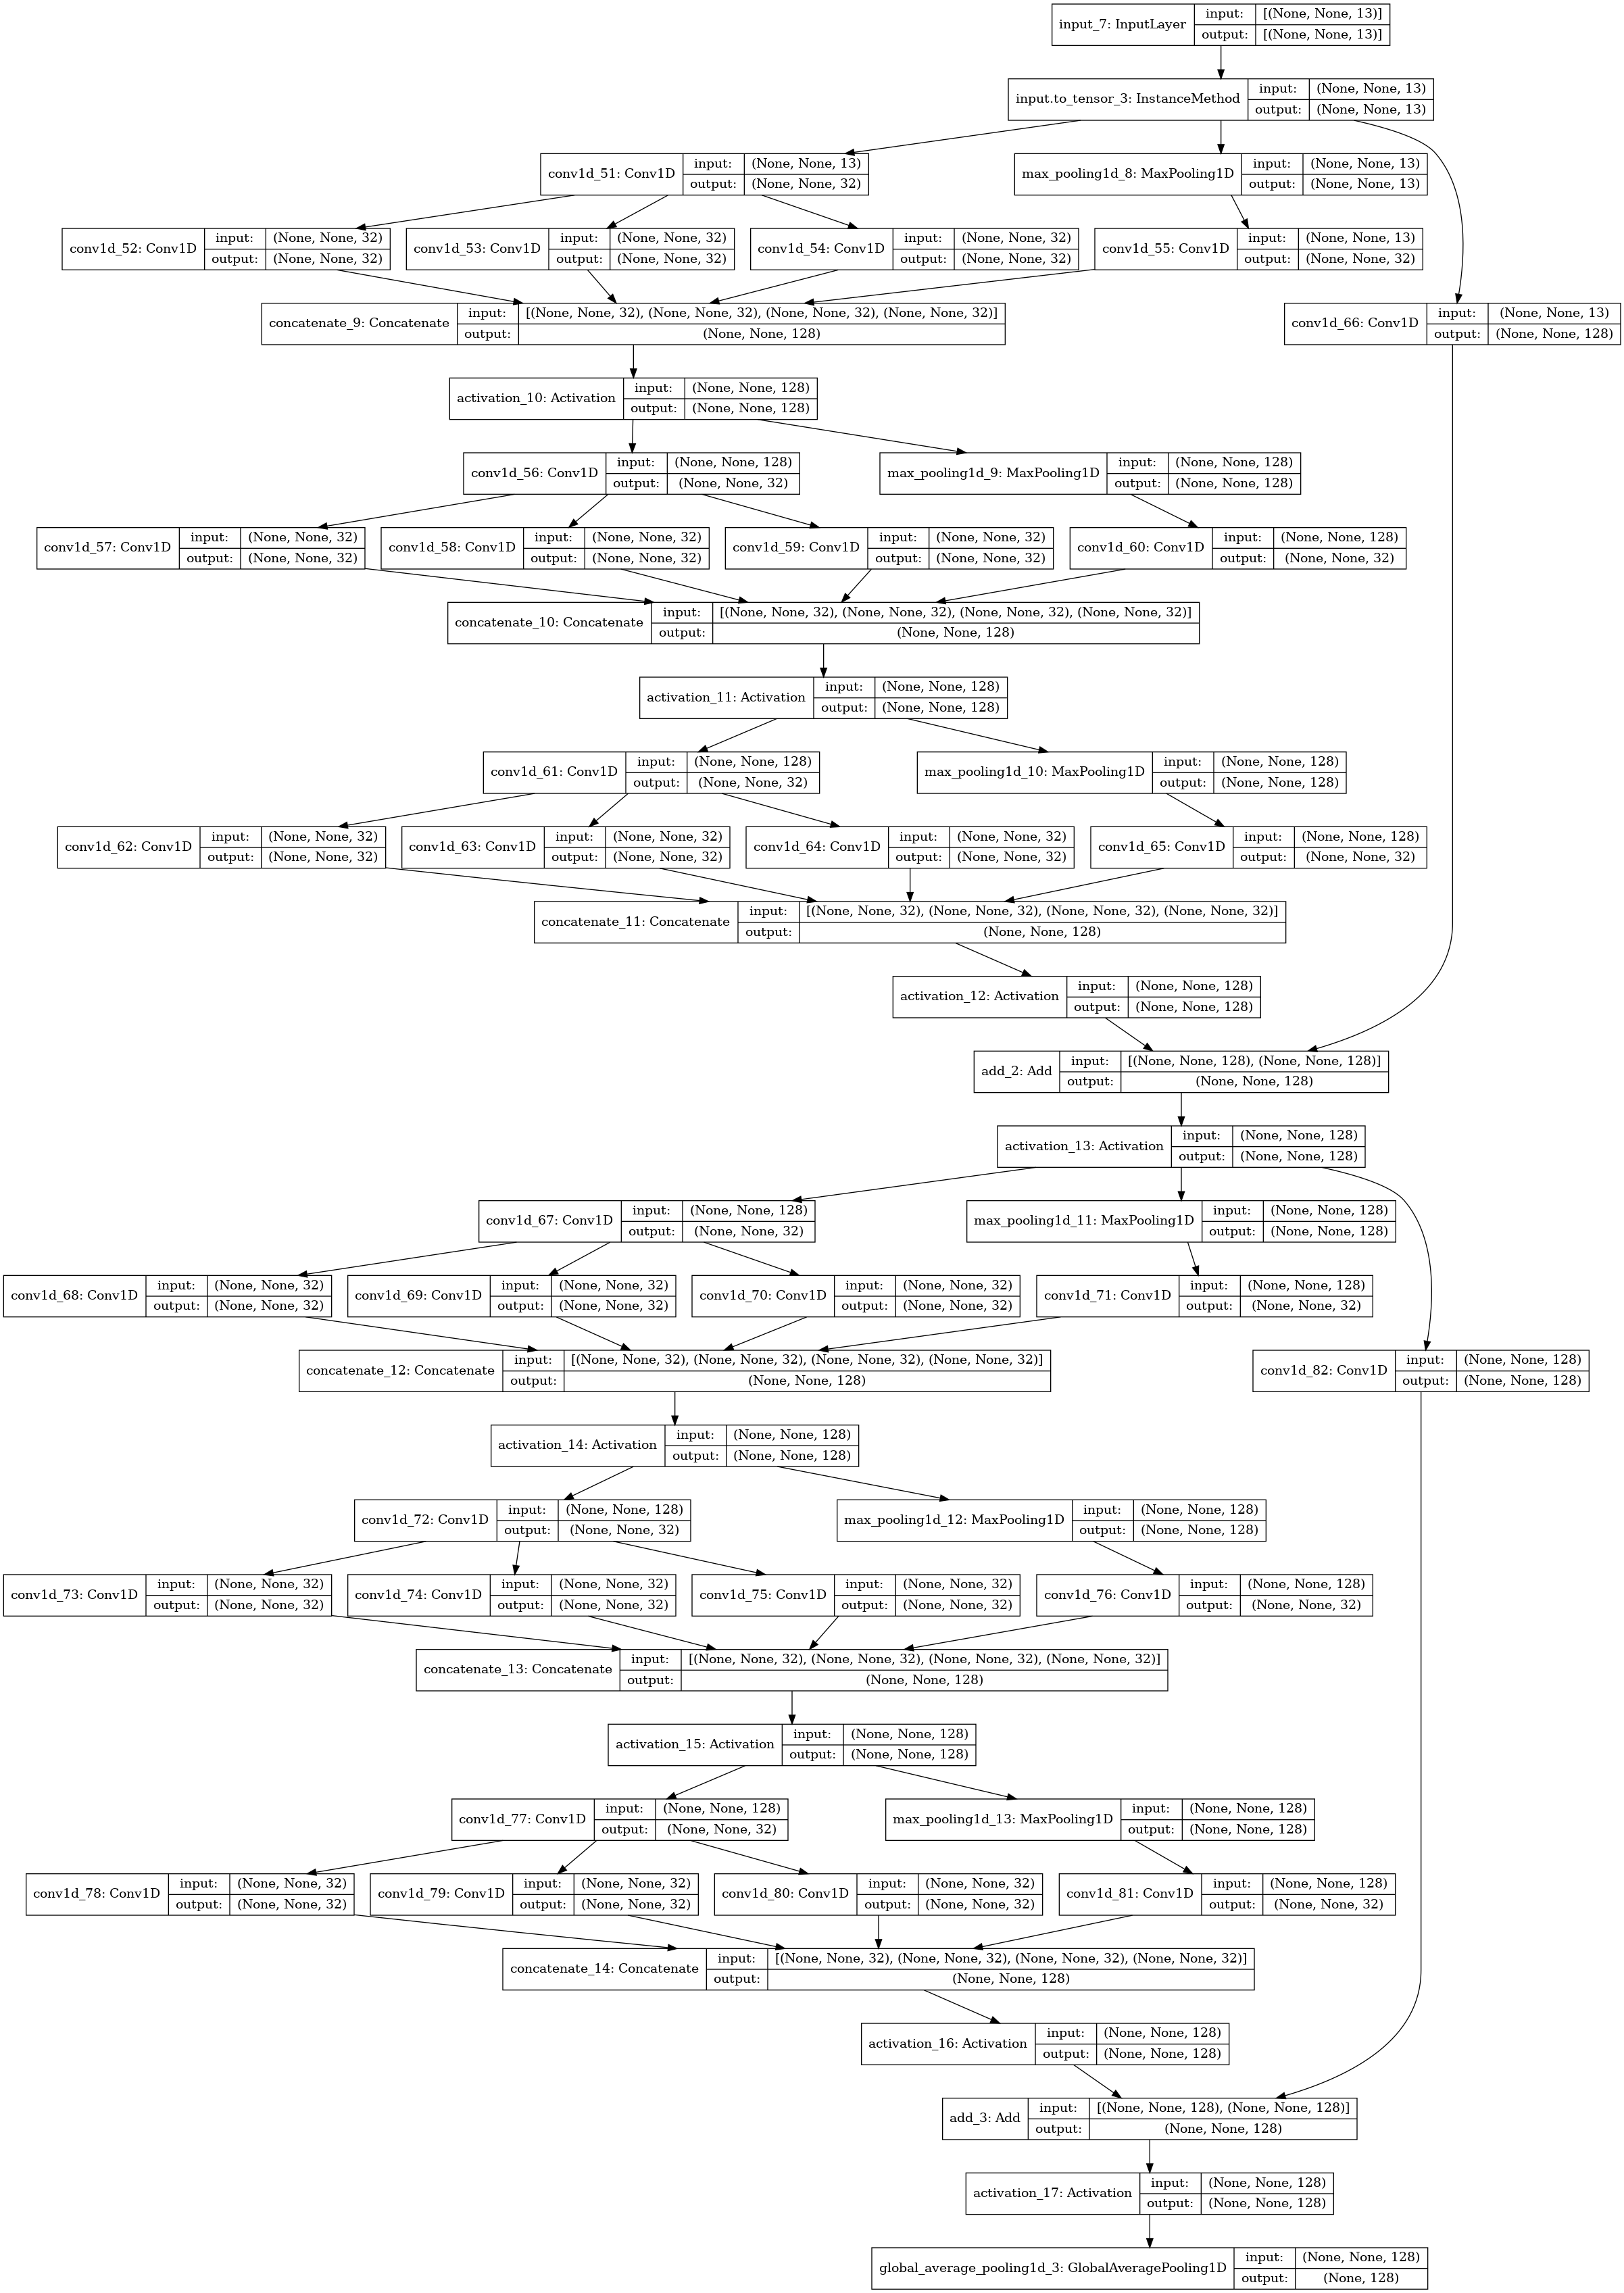 input_7: InputLayer
input: [(None, None, 13)]
output: [(None, None, 13)]
input.to_tensor_3: InstanceMethod
input: (None, None, 13)
output: (None, None, 13)
conv1d_51: Conv1D
input: (None, None, 13)
output: (None, None, 32)
max_pooling1d_8: MaxPooling1D
input: (None, None, 13)
output: (None, None, 13)
conv1d_52: Conv1D
input: (None, None, 32)
output: (None, None, 32)
conv1d_53: Conv1D
input: (None, None, 32)
output: (None, None, 32)
conv1d_54: Conv1D
input: (None, None, 32)
output: (None, None, 32)
conv1d_55: Conv1D
input: (None, None, 13)
output: (None, None, 32)
concatenate_9: Concatenate
input: [(None, None, 32), (None, None, 32), (None, None, 32), (None, None, 32)]
output: (None, None, 128)
conv1d_66: Conv1D
input: (None, None, 13)
output: (None, None, 128)
activation_10: Activation
input: (None, None, 128)
output: (None, None, 128)
conv1d_56: Conv1D
input: (None, None, 128)
output: (None, None, 32)
max_pooling1d_9: MaxPooling1D
input: (None, None, 128)
output: (None, None, 128)
conv1d_57: Conv1D
input: (None, None, 32)
output: (None, None, 32)
conv1d_58: Conv1D
input: (None, None, 32)
output: (None, None, 32)
conv1d_59: Conv1D
input: (None, None, 32)
output: (None, None, 32)
conv1d_60: Conv1D
input: (None, None, 128)
output: (None, None, 32)
concatenate_10: Concatenate
input: [(None, None, 32), (None, None, 32), (None, None, 32), (None, None, 32)]
output: (None, None, 128)
activation_11: Activation
input: (None, None, 128)
output: (None, None, 128)
conv1d_61: Conv1D
input: (None, None, 128)
output: (None, None, 32)
max_pooling1d_10: MaxPooling1D
input: (None, None, 128)
output: (None, None, 128)
conv1d_62: Conv1D
input: (None, None, 32)
output: (None, None, 32)
conv1d_63: Conv1D
input: (None, None, 32)
output: (None, None, 32)
conv1d_64: Conv1D
input: (None, None, 32)
output: (None, None, 32)
conv1d_65: Conv1D
input: (None, None, 128)
output: (None, None, 32)
concatenate_11: Concatenate
input: [(None, None, 32), (None, None, 32), (None, None, 32), (None, None, 32)]
output: (None, None, 128)
activation_12: Activation
input: (None, None, 128)
output: (None, None, 128)
add_2: Add
input: [(None, None, 128), (None, None, 128)]
output: (None, None, 128)
activation_13: Activation
input: (None, None, 128)
output: (None, None, 128)
conv1d_67: Conv1D
input: (None, None, 128)
output: (None, None, 32)
max_pooling1d_11: MaxPooling1D
input: (None, None, 128)
output: (None, None, 128)
conv1d_68: Conv1D
input: (None, None, 32)
output: (None, None, 32)
conv1d_69: Conv1D
input: (None, None, 32)
output: (None, None, 32)
conv1d_70: Conv1D
input: (None, None, 32)
output: (None, None, 32)
conv1d_71: Conv1D
input: (None, None, 128)
output: (None, None, 32)
concatenate_12: Concatenate
input: [(None, None, 32), (None, None, 32), (None, None, 32), (None, None, 32)]
output: (None, None, 128)
conv1d_82: Conv1D
input: (None, None, 128)
output: (None, None, 128)
activation_14: Activation
input: (None, None, 128)
output: (None, None, 128)
conv1d_72: Conv1D
input: (None, None, 128)
output: (None, None, 32)
max_pooling1d_12: MaxPooling1D
input: (None, None, 128)
output: (None, None, 128)
conv1d_73: Conv1D
input: (None, None, 32)
output: (None, None, 32)
conv1d_74: Conv1D
input: (None, None, 32)
output: (None, None, 32)
conv1d_75: Conv1D
input: (None, None, 32)
output: (None, None, 32)
conv1d_76: Conv1D
input: (None, None, 128)
output: (None, None, 32)
concatenate_13: Concatenate
input: [(None, None, 32), (None, None, 32), (None, None, 32), (None, None, 32)]
output: (None, None, 128)
activation_15: Activation
input: (None, None, 128)
output: (None, None, 128)
conv1d_77: Conv1D
input: (None, None, 128)
output: (None, None, 32)
max_pooling1d_13: MaxPooling1D
input: (None, None, 128)
output: (None, None, 128)
conv1d_78: Conv1D
input: (None, None, 32)
output: (None, None, 32)
conv1d_79: Conv1D
input: (None, None, 32)
output: (None, None, 32)
conv1d_80: Conv1D
input: (None, None, 32)
output: (None, None, 32)
conv1d_81: Conv1D
input: (None, None, 128)
output: (None, None, 32)
concatenate_14: Concatenate
input: [(None, None, 32), (None, None, 32), (None, None, 32), (None, None, 32)]
output: (None, None, 128)
activation_16: Activation
input: (None, None, 128)
output: (None, None, 128)
add_3: Add
input: [(None, None, 128), (None, None, 128)]
output: (None, None, 128)
activation_17: Activation
input: (None, None, 128)
output: (None, None, 128)
global_average_pooling1d_3: GlobalAveragePooling1D
input: (None, None, 128)
output: (None, 128)